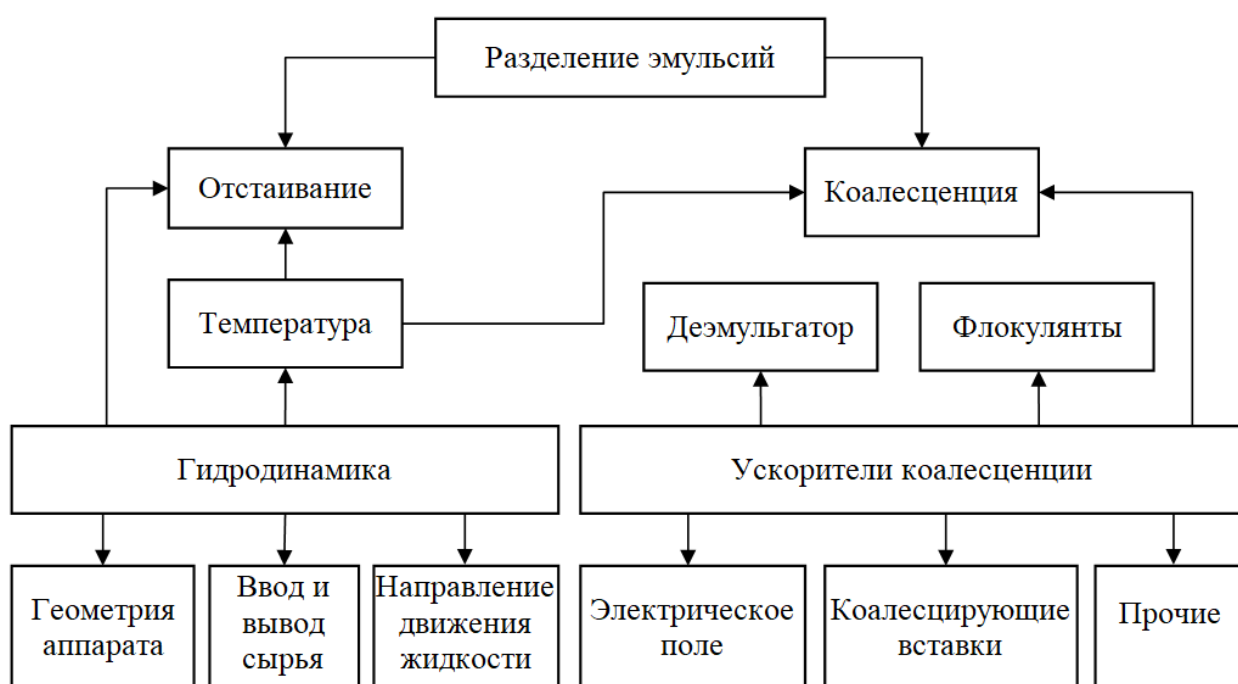 Разделение эмульсий
Отстаивание
Коалесценция
Температура
Деэмульгатор
Флокулянты
Гидродинамика
Ускорители коалесценции
Геометрия
аппарата
Ввод и
вывод
сырья
Направление
движения
жидкости
Электрическое
поле
Коалесцирующие
вставки
Прочие